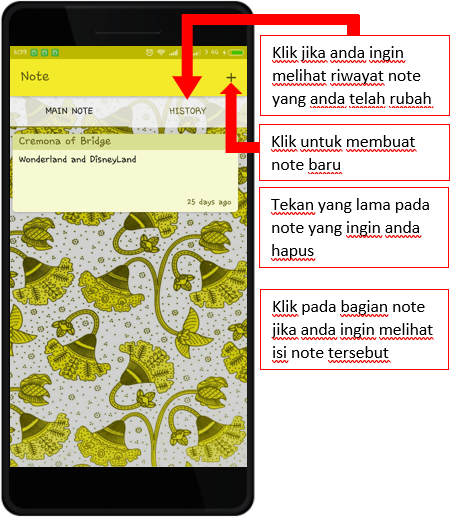 Note
+
MAIN NOTE HISTORY
Cremona of Bridge
Wonderland and DisneyLand
25 days ago
Klik jika anda ingin
melihat riwayat note
yang anda telah rubah
Klik untuk membuat
note baru
Tekan yang lama pada
note yang ingin anda
hapus
Klik pada bagian note
jika anda ingin melihat
isi note tersebut